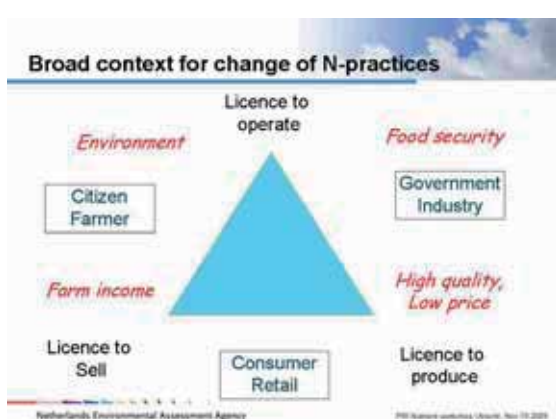 Broad context for change of N-practices
Licence to
operate
Environment
Food security
Citizen
Farmer
Government
Industry
Farm income
High quality,
Low price
Licence to
Sell
Consumer
Retail
Licence to
produce
Netherlands Environmental Assessment Agency